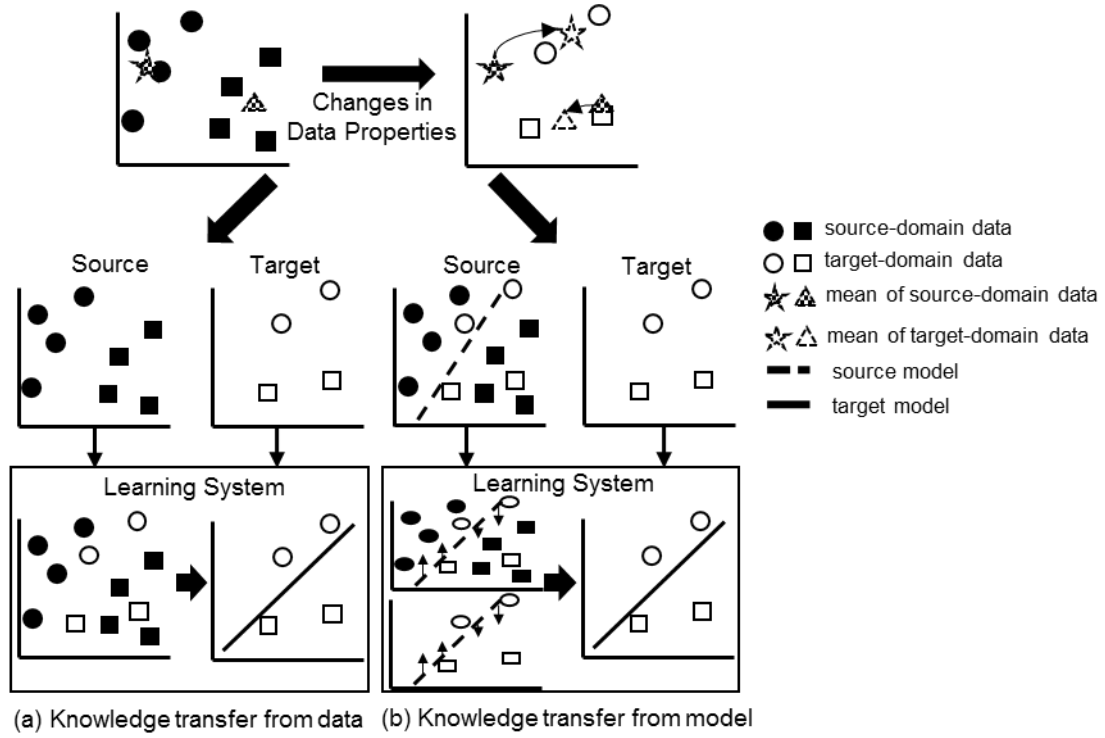 Changes in
Data Properties
source-domain data
target-domain data
mean of source-domain data
mean of target-domain data
source model
target model
Source
Target
Source
Target
Learning System
Learning System
(a) Knowledge transfer from data
(b) Knowledge transfer from model